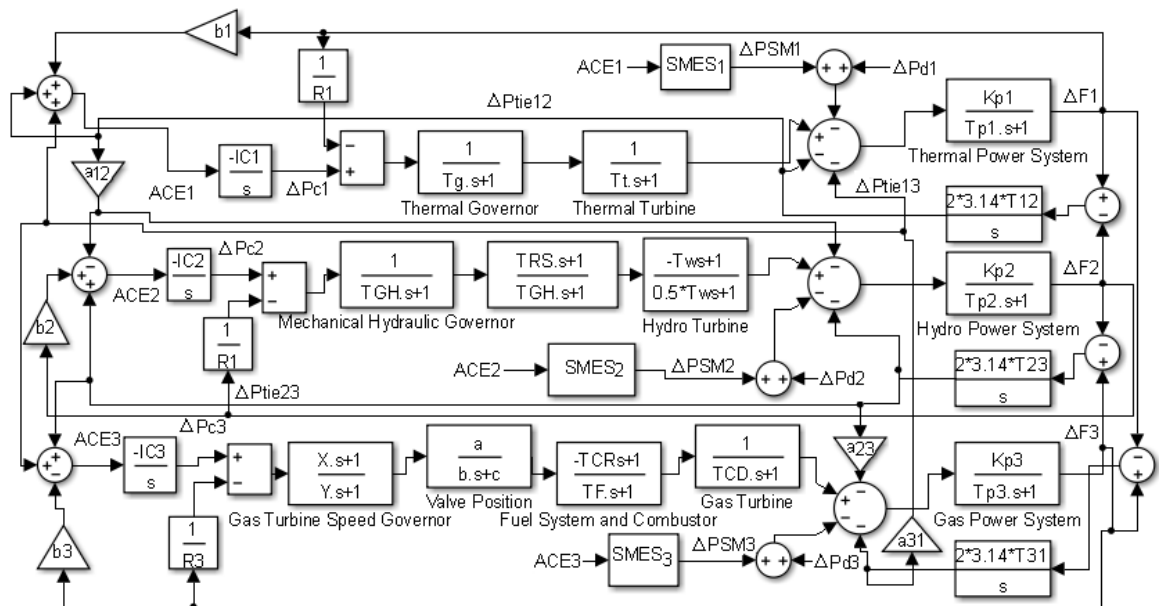 b1
1
R1
ACE1
SMES1
ΔPSM1
+ +
ΔPd1
+
+ +
+
ΔPtie12
a12
ACE1
-IC1
s
ΔPc1
−
+
1
Tg.s+1
Thermal Governor
1
Tt.s+1
Thermal Turbine
−
+ −
−
Kp1
Tp1.s+1
Thermal Power System
ΔF1
ΔPtie13
2*3.14*T12
s
+
−
−
+
−
ACE2
-IC2
s
ΔPc2
+
−
1
TGH.s+1
TRS.s+1
TGH.s+1
Mechanical Hydraulic Governor
-Tws+1
0.5*Tws+1
Hydro Turbine
−
+ −
−
Kp2
Tp2.s+1
Hydro Power System
ΔF2
b2
1
R1
ΔPtie23
ACE2
SMES2
ΔPSM2
+ +
ΔPd2
2*3.14*T23
s
−
+
+
+
−
ACE3
-IC3
s
ΔPc3
+
−
X.s+1
Y.s+1
Gas Turbine Speed Governor
a
b.s+c
Valve Position
-TCRs+1
TF.s+1
Fuel System and Combustor
1
TCD.s+1
Gas Turbine
a23
−
+ −
−
Kp3
Tp3.s+1
Gas Power System
ΔF3
−
+
b3
1
R3
ACE3
SMES3
ΔPSM3
+ +
ΔPd3
a31
2*3.14*T31
s